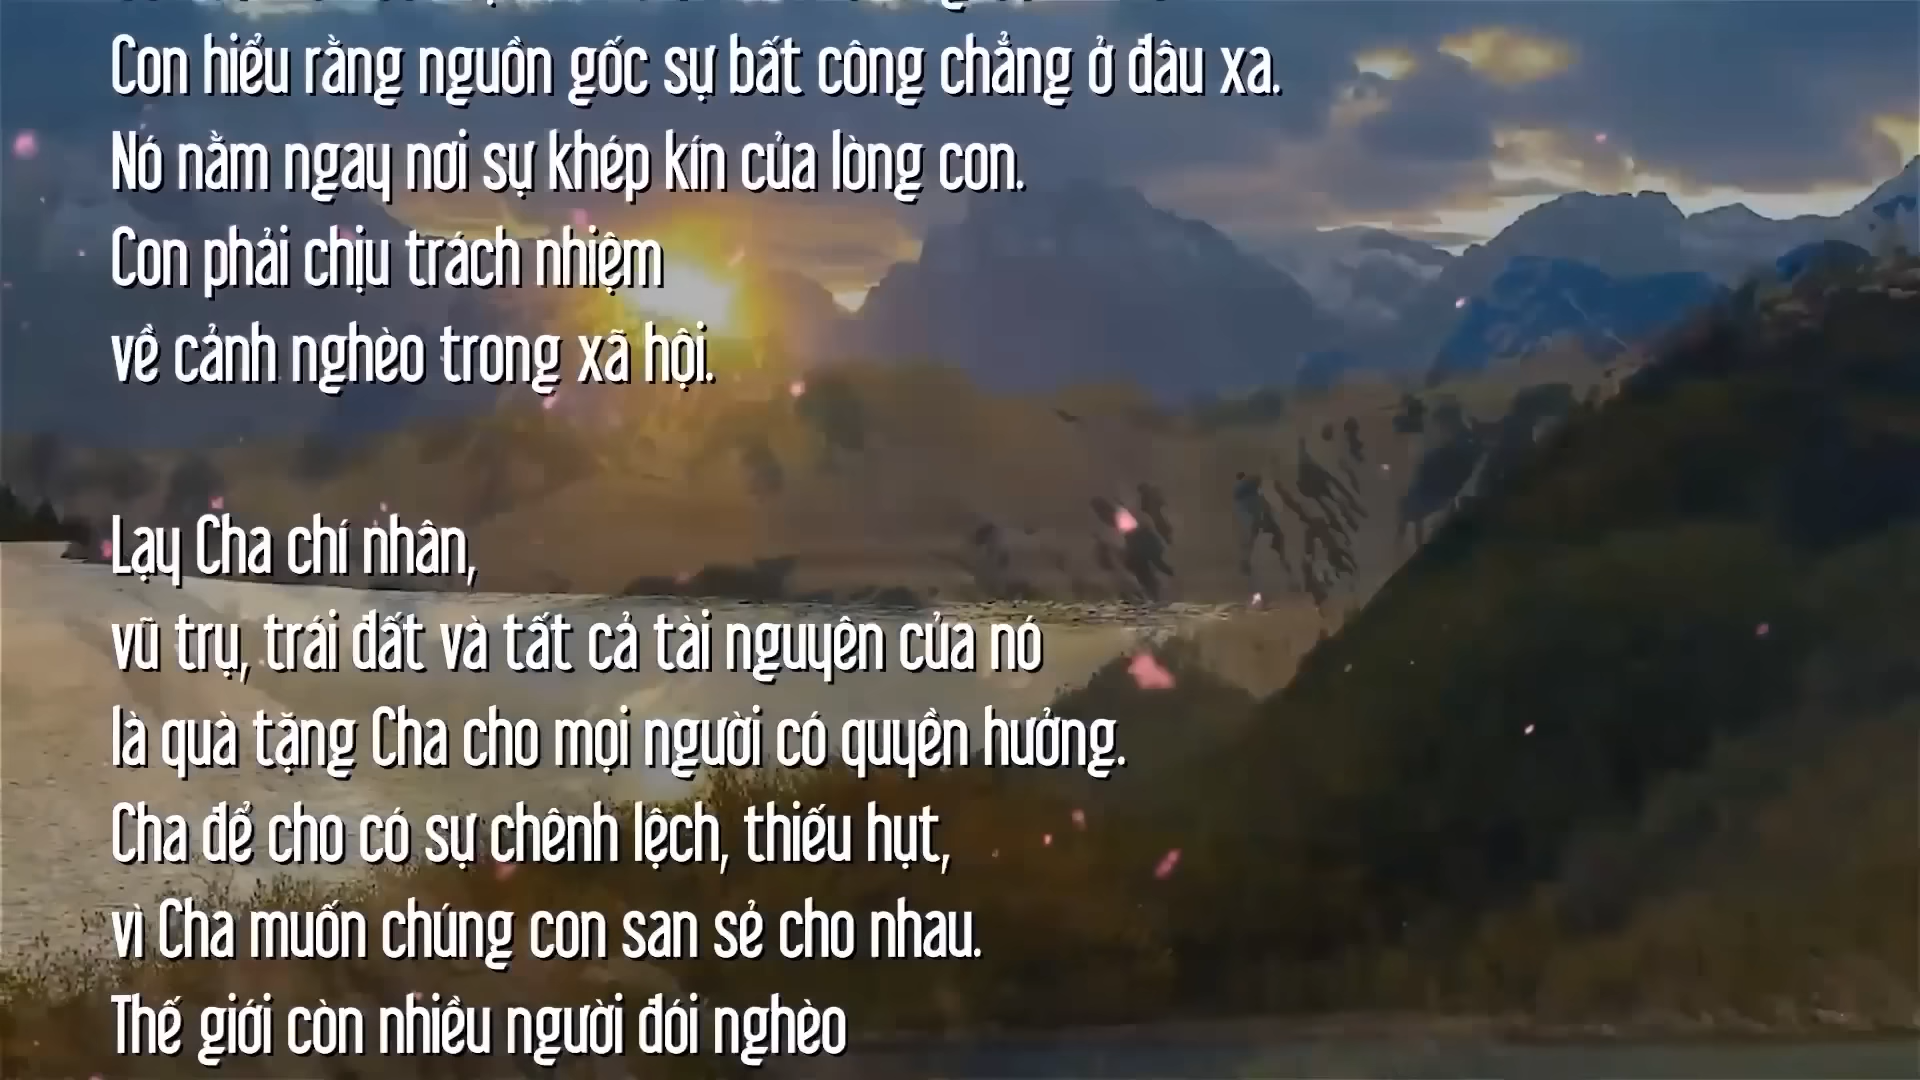 Con hiểu rằng nguồn gốc sự bất công chẳng ở đâu xa.
Nó nằm ngay nơi sự khép kín của lòng con.
Con phải chịu trách nhiệm
về cảnh nghèo trong xã hội.
Lạy Cha chí nhân,
vũ trụ, trái đất và tất cả tài nguyên của nó
là quà tặng Cha cho mọi người có quyền hưởng.
Cha để cho có sự chênh lệch, thiếu hụt,
vì Cha muốn chúng con san sẻ cho nhau.
Thế giới còn nhiều người đói nghèo